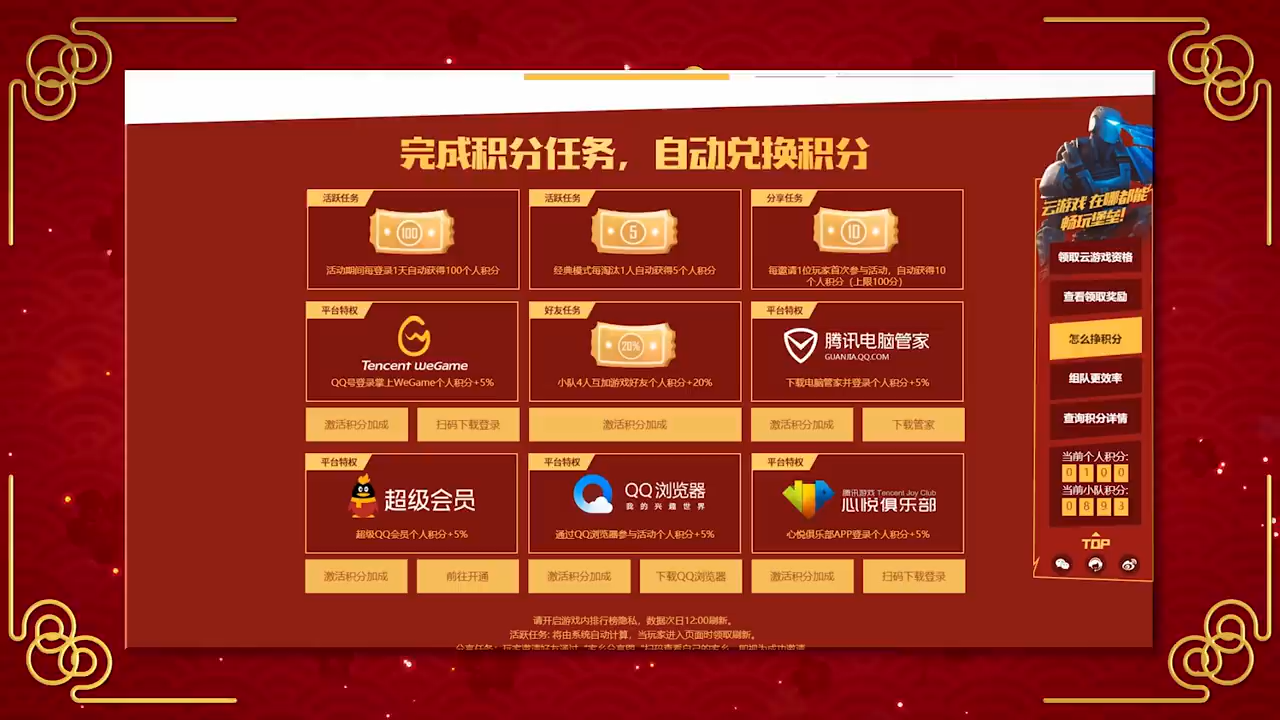 完成积分任务，自动兑换积分
活跃任务
100
活动期间每登录1天自动获得100个人积分
活跃任务
5
经典模式每淘汰1人自动获得5个人积分
分享任务
10
每邀请1位玩家首次参与活动，自动获得10
个人积分（上限100分）
平台特权
Tencent WeGame
QQ号登录掌上WeGame个人积分+5%
激活积分加成
扫码下载登录
好友任务
20%
小队4人互加游戏好友个人积分+20%
激活积分加成
平台特权
腾讯电脑管家
GUANJIA.QQ.COM
下载电脑管家并登录个人积分+5%
激活积分加成
下载管家
平台特权
超级会员
超级QQ会员个人积分+5%
激活积分加成
前往开通
平台特权
QQ浏览器
我的兴趣世界
通过QQ浏览器参与活动个人积分+5%
激活积分加成
下载QQ浏览器
平台特权
腾讯游戏 Tencent Joy Club
心悦俱乐部
心悦俱乐部APP登录个人积分+5%
激活积分加成
扫码下载登录
请开启游戏内排行榜隐私，数据次日12:00刷新。
活跃任务: 将由系统自动计算，当玩家进入页面时领取刷新。
云游戏 在哪都能
畅玩堡垒!
领取云游戏资格
查看领取奖励
怎么挣积分
组队更效率
查询积分详情
当前个人积分:
0100
当前小队积分:
0893
TOP